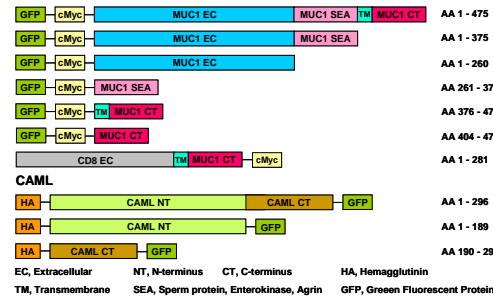 GFP cMyc MUC1 EC MUC1 SEA TM MUC1 CT AA 1 - 475
GFP cMyc MUC1 EC MUC1 SEA AA 1 - 375
GFP cMyc MUC1 EC AA 1 - 260
GFP cMyc MUC1 SEA AA 261 - 37
GFP cMyc TM MUC1 CT AA 376 - 47
GFP cMyc MUC1 CT AA 404 - 47
CD8 EC TM MUC1 CT cMyc AA 1 - 281
CAML
HA CAML NT CAML CT GFP AA 1 - 296
HA CAML NT GFP AA 1 - 189
HA CAML CT GFP AA 190 - 29
EC, Extracellular NT, N-terminus CT, C-terminus HA, Hemagglutinin
TM, Transmembrane SEA, Sperm protein, Enterokinase, Agrin GFP, Greeen Fluorescent Protein